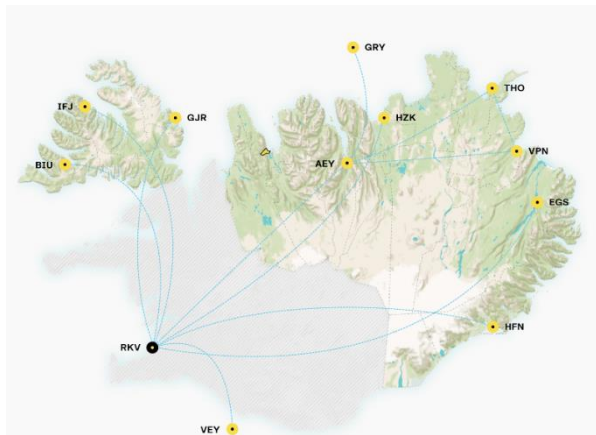 GRY
THO
IFJ
GJR
HZK
VPN
BIU
AEY
EGS
HFN
RKV
VEY